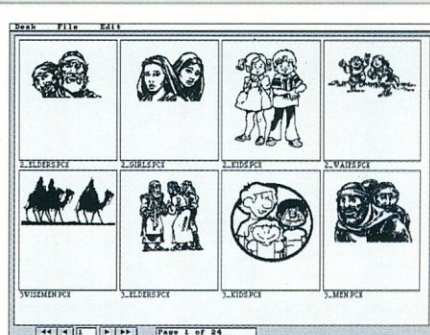 Desk File Edit
2_ELDERS.PCX 2_GIRLS.PCX 2_KIDS.PCX 2_WAIFS.PCX
3WISEMEN.PCX 3_ELDERS.PCX 3_KIDS.PCX 3_MEN.PCX
1 Page 1 of 24